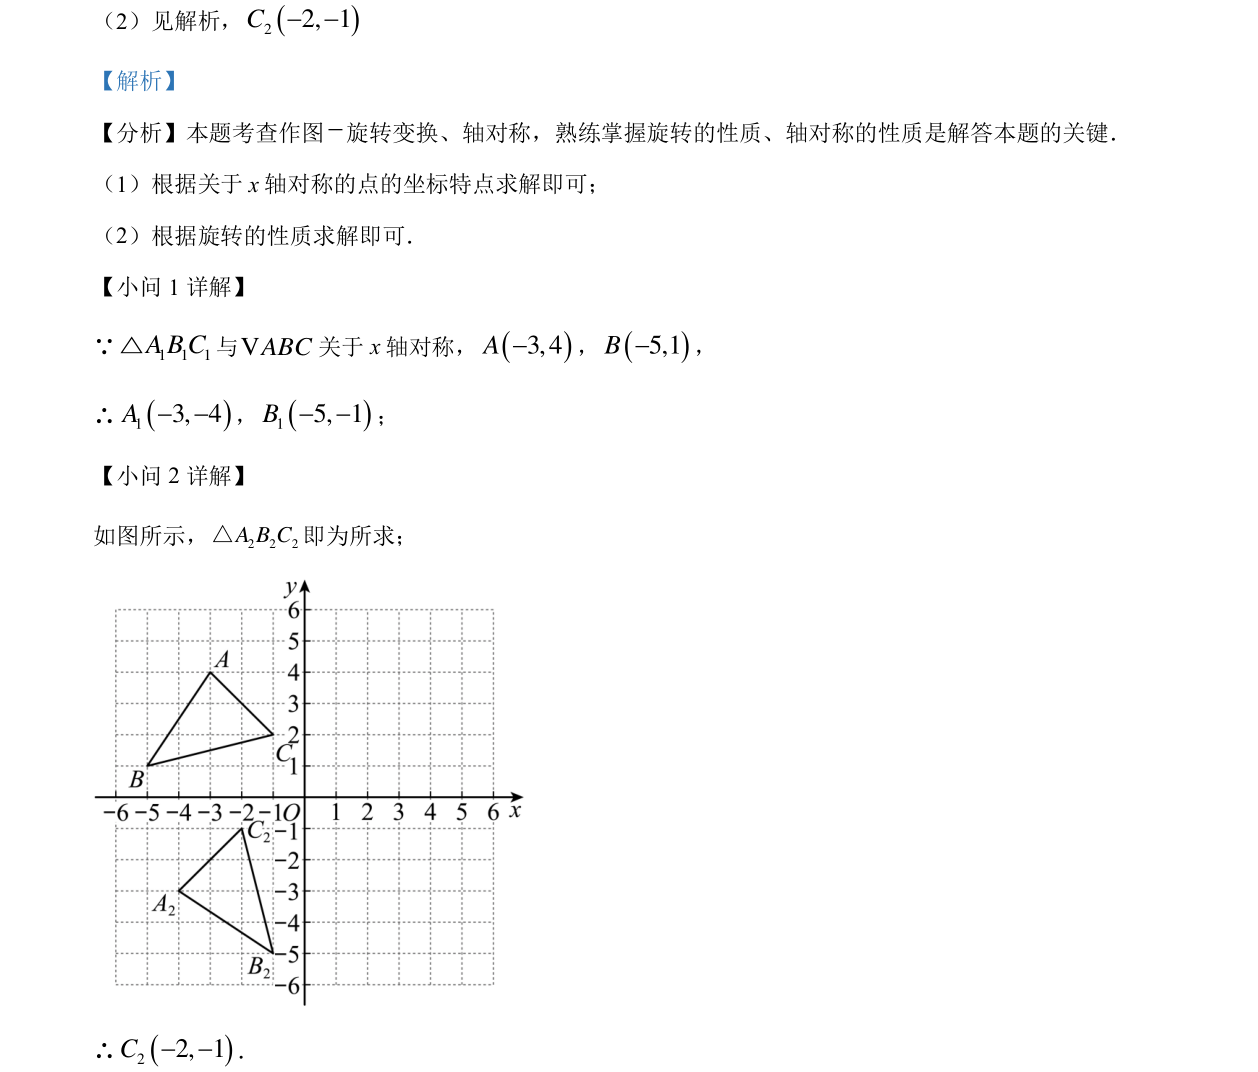 （2）见解析，C₂(−2,−1)
【解析】
【分析】本题考查作图－旋转变换、轴对称，熟练掌握旋转的性质、轴对称的性质是解答本题的关键．
（1）根据关于 x 轴对称的点的坐标特点求解即可；
（2）根据旋转的性质求解即可．
【小问 1 详解】
∵△A₁B₁C₁与VABC 关于 x 轴对称，A(−3,4)，B(−5,1)，
∴A₁(−3,−4)，B₁(−5,−1)；
【小问 2 详解】
如图所示，△A₂B₂C₂即为所求；
y
6
5
A
4
3
2
C
1
B
−6 −5 −4 −3 −2 −1 O 1 2 3 4 5 6 x
C₂ −1
−2
−3
A₂
−4
−5
B₂
−6
∴C₂(−2,−1)．